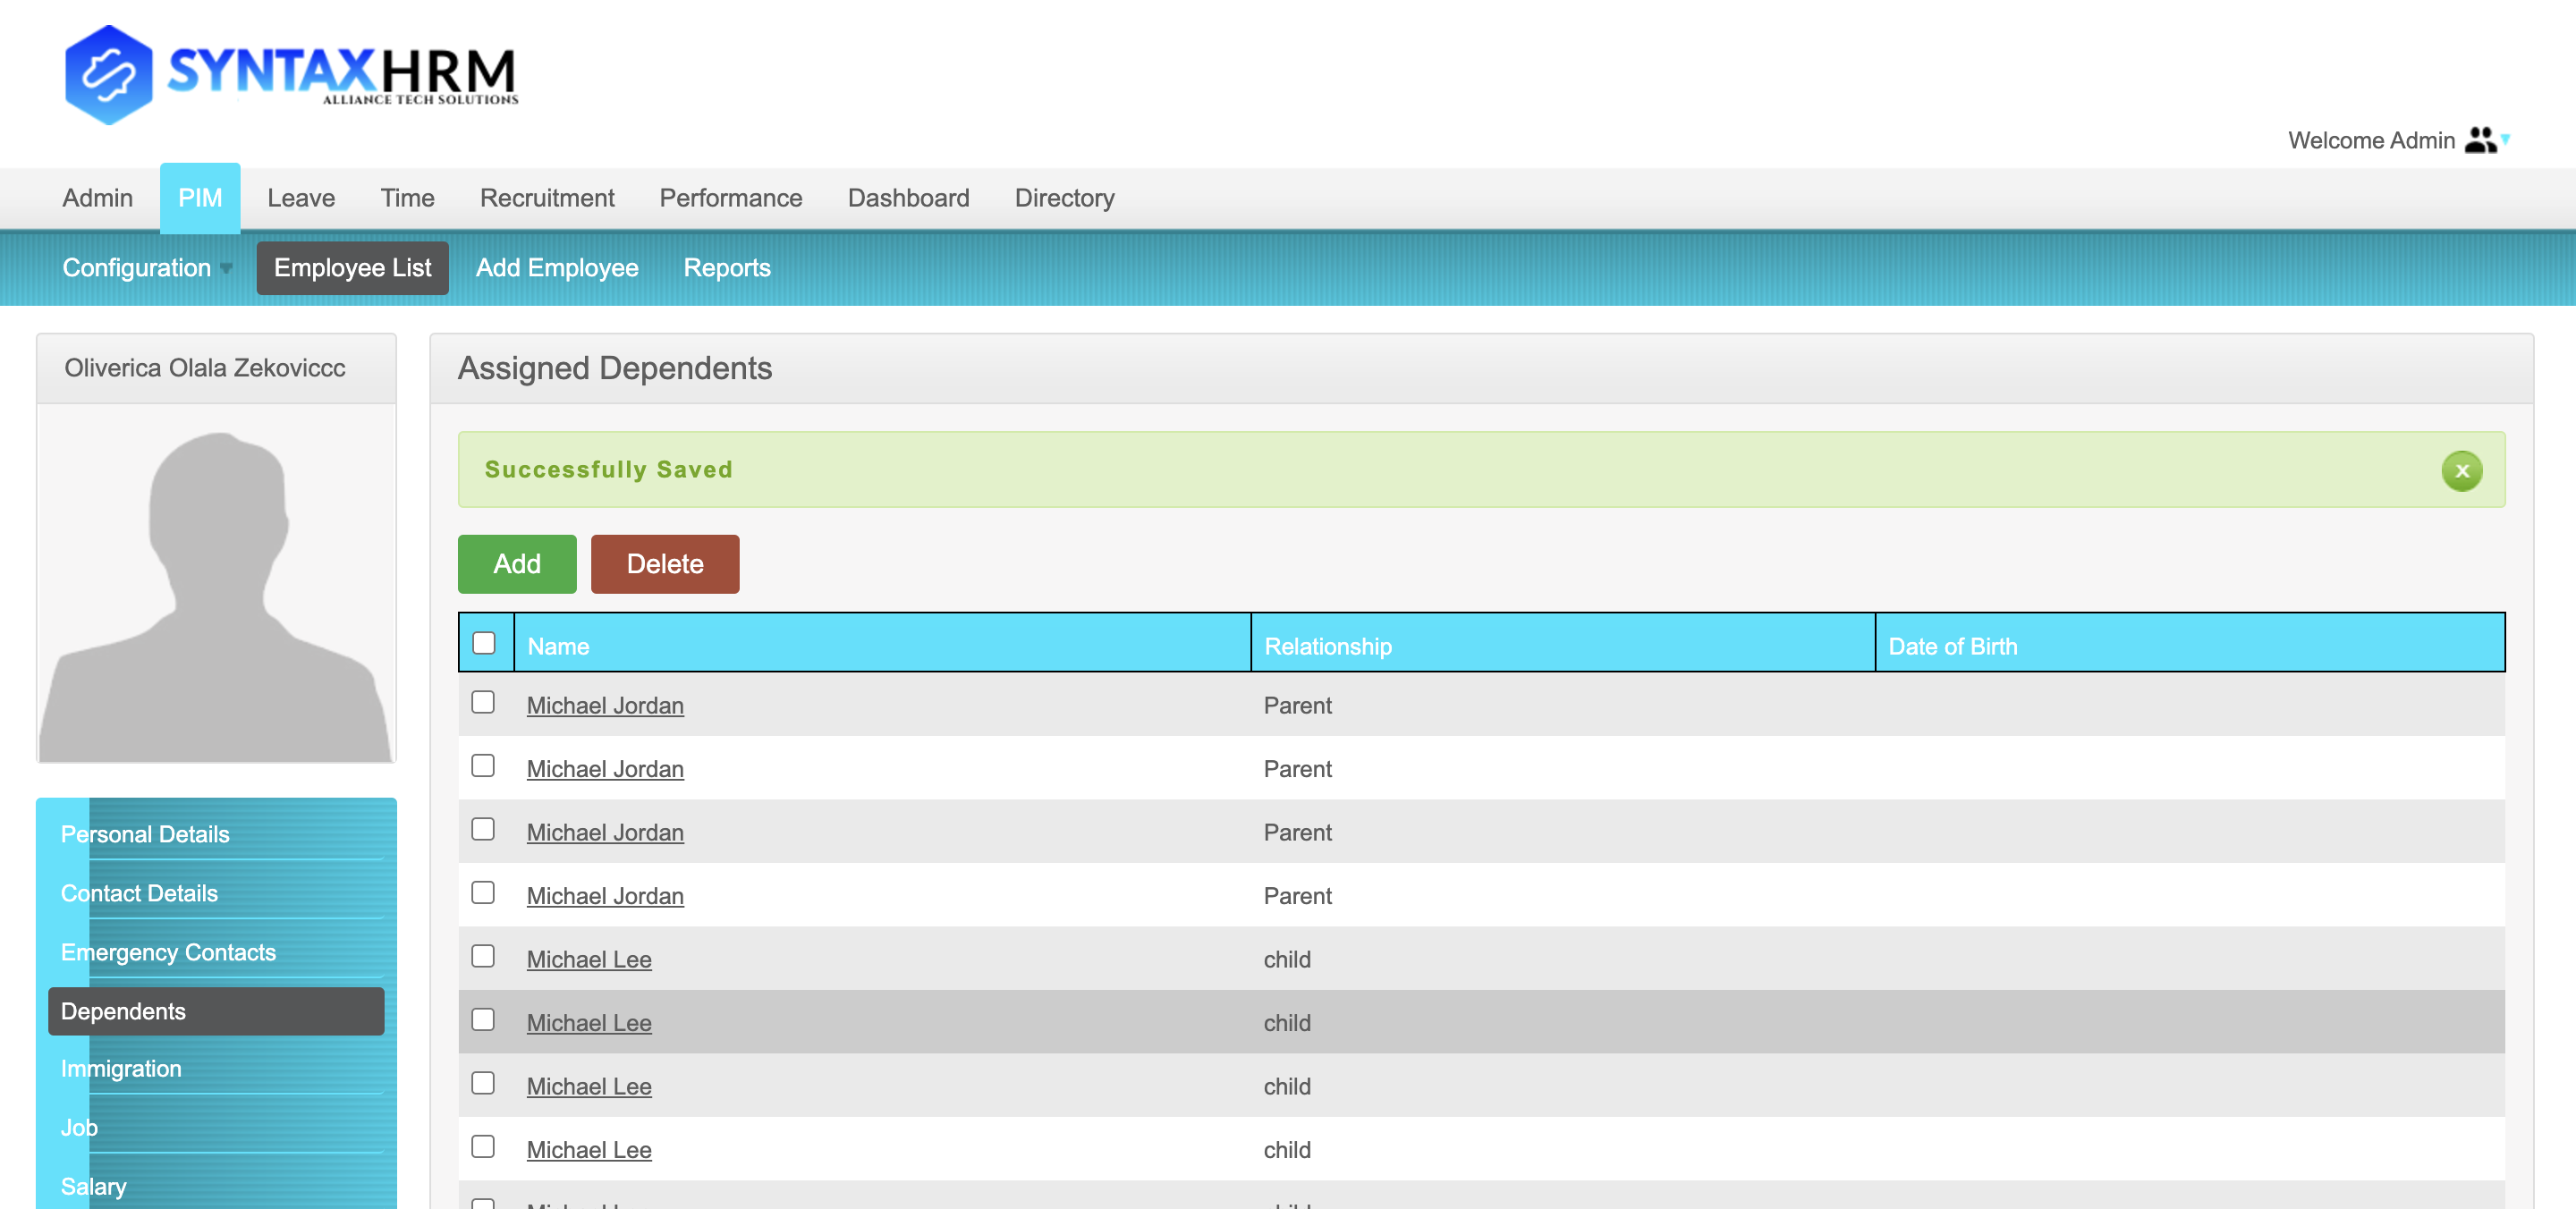 SYNTAXHRM
ALLIANCE TECH SOLUTIONS
Welcome Admin
Admin PIM Leave Time Recruitment Performance Dashboard Directory
Configuration Employee List Add Employee Reports
Oliverica Olala Zekoviccc
Assigned Dependents
Successfully Saved
x
Add Delete
Name Relationship Date of Birth
Michael Jordan Parent
Michael Jordan Parent
Michael Jordan Parent
Michael Jordan Parent
Michael Lee child
Michael Lee child
Michael Lee child
Michael Lee child
Personal Details
Contact Details
Emergency Contacts
Dependents
Immigration
Job
Salary